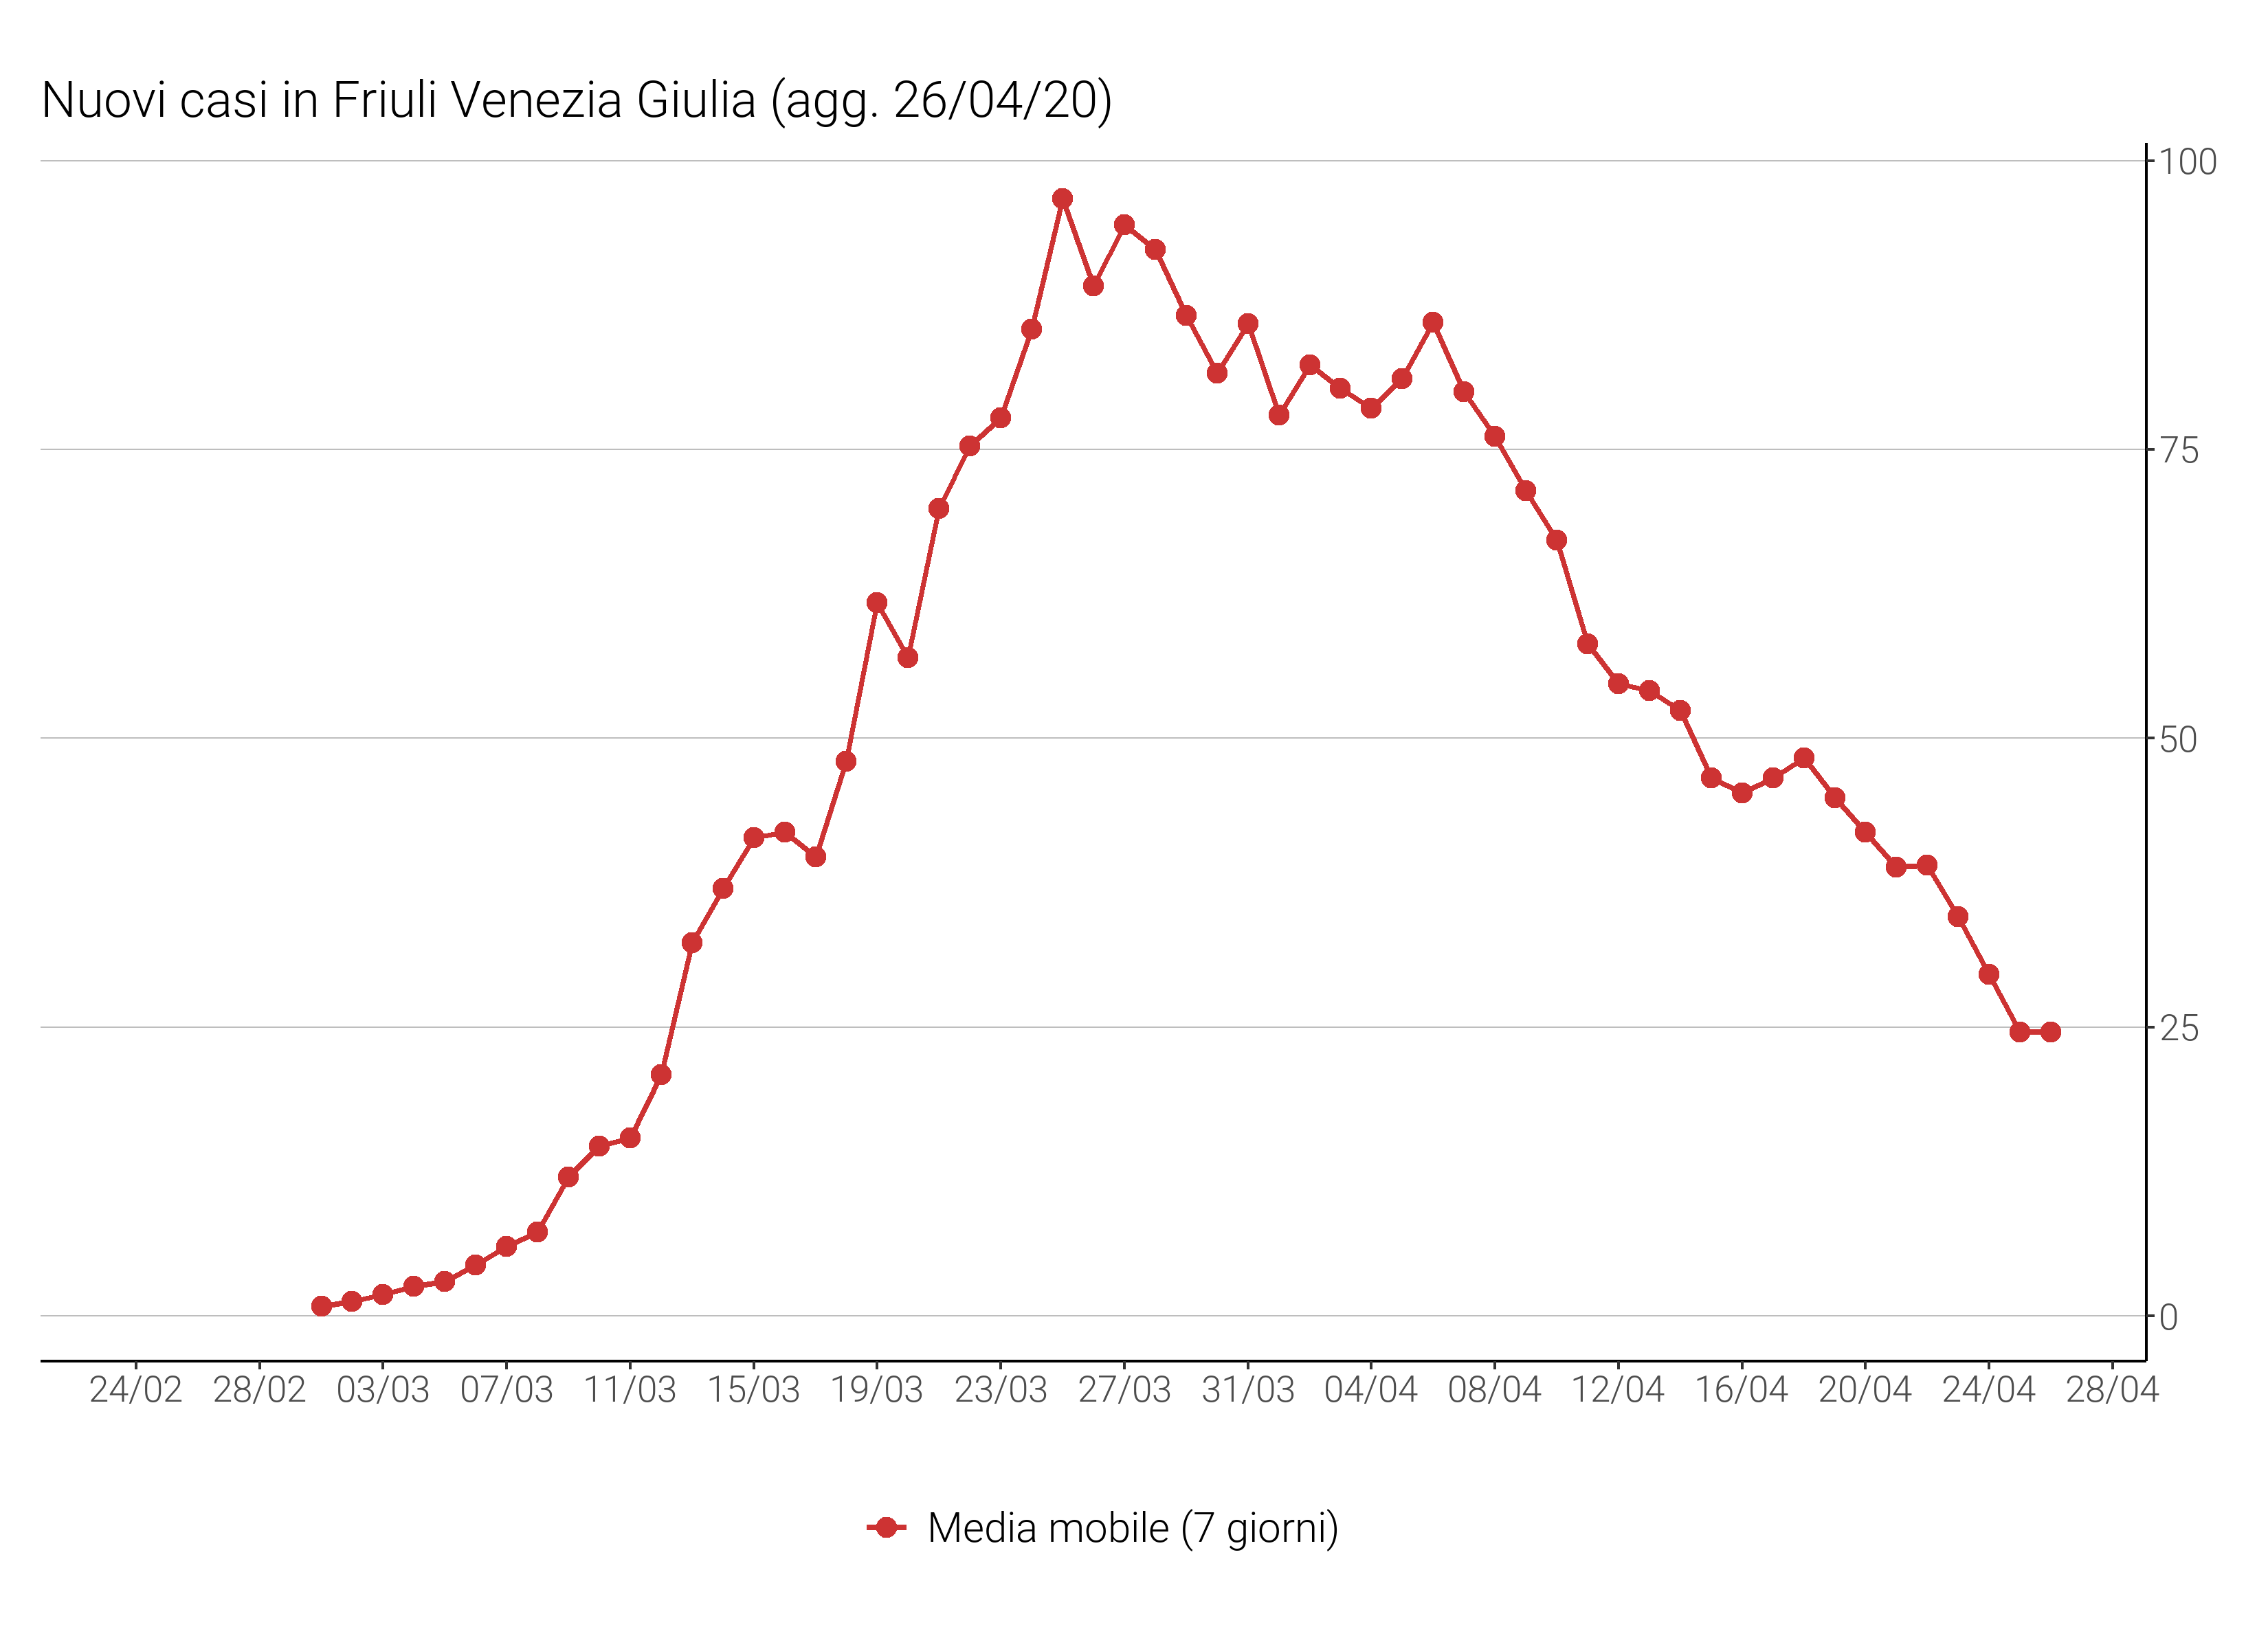 Nuovi casi in Friuli Venezia Giulia (agg. 26/04/20)
100
75
50
25
0
24/02 28/02 03/03 07/03 11/03 15/03 19/03 23/03 27/03 31/03 04/04 08/04 12/04 16/04 20/04 24/04 28/04
Media mobile (7 giorni)